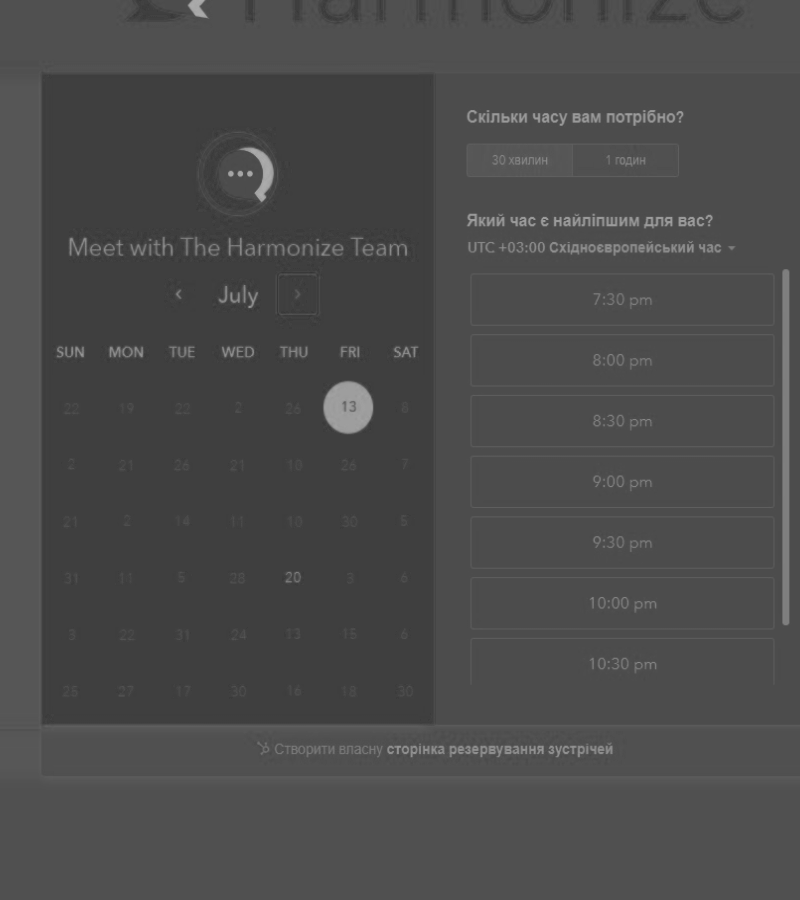 Harmonize
Meet with The Harmonize Team
July
SUN MON TUE WED THU FRI SAT
22 19 22 2 26 13 6
2 21 26 21 10 26 7
21 2 14 11 10 30 5
31 11 5 28 20 3 6
3 22 31 24 13 15 6
25 27 17 30 16 18 30
Скільки часу вам потрібно?
30 хвилин 1 годин
Який час є найліпшим для вас?
UTC +03:00 Східноєвропейський час
7:30 pm
8:00 pm
8:30 pm
9:00 pm
9:30 pm
10:00 pm
10:30 pm
Створити власну сторінка резервування зустрічей